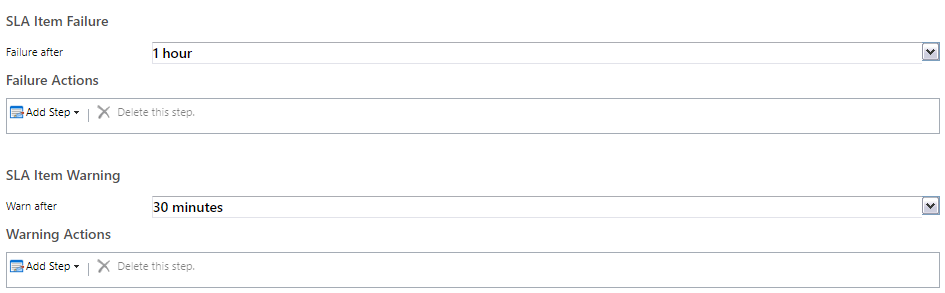 SLA Item Failure
Failure after 1 hour
Failure Actions
Add Step Delete this step.
SLA Item Warning
Warn after 30 minutes
Warning Actions
Add Step Delete this step.